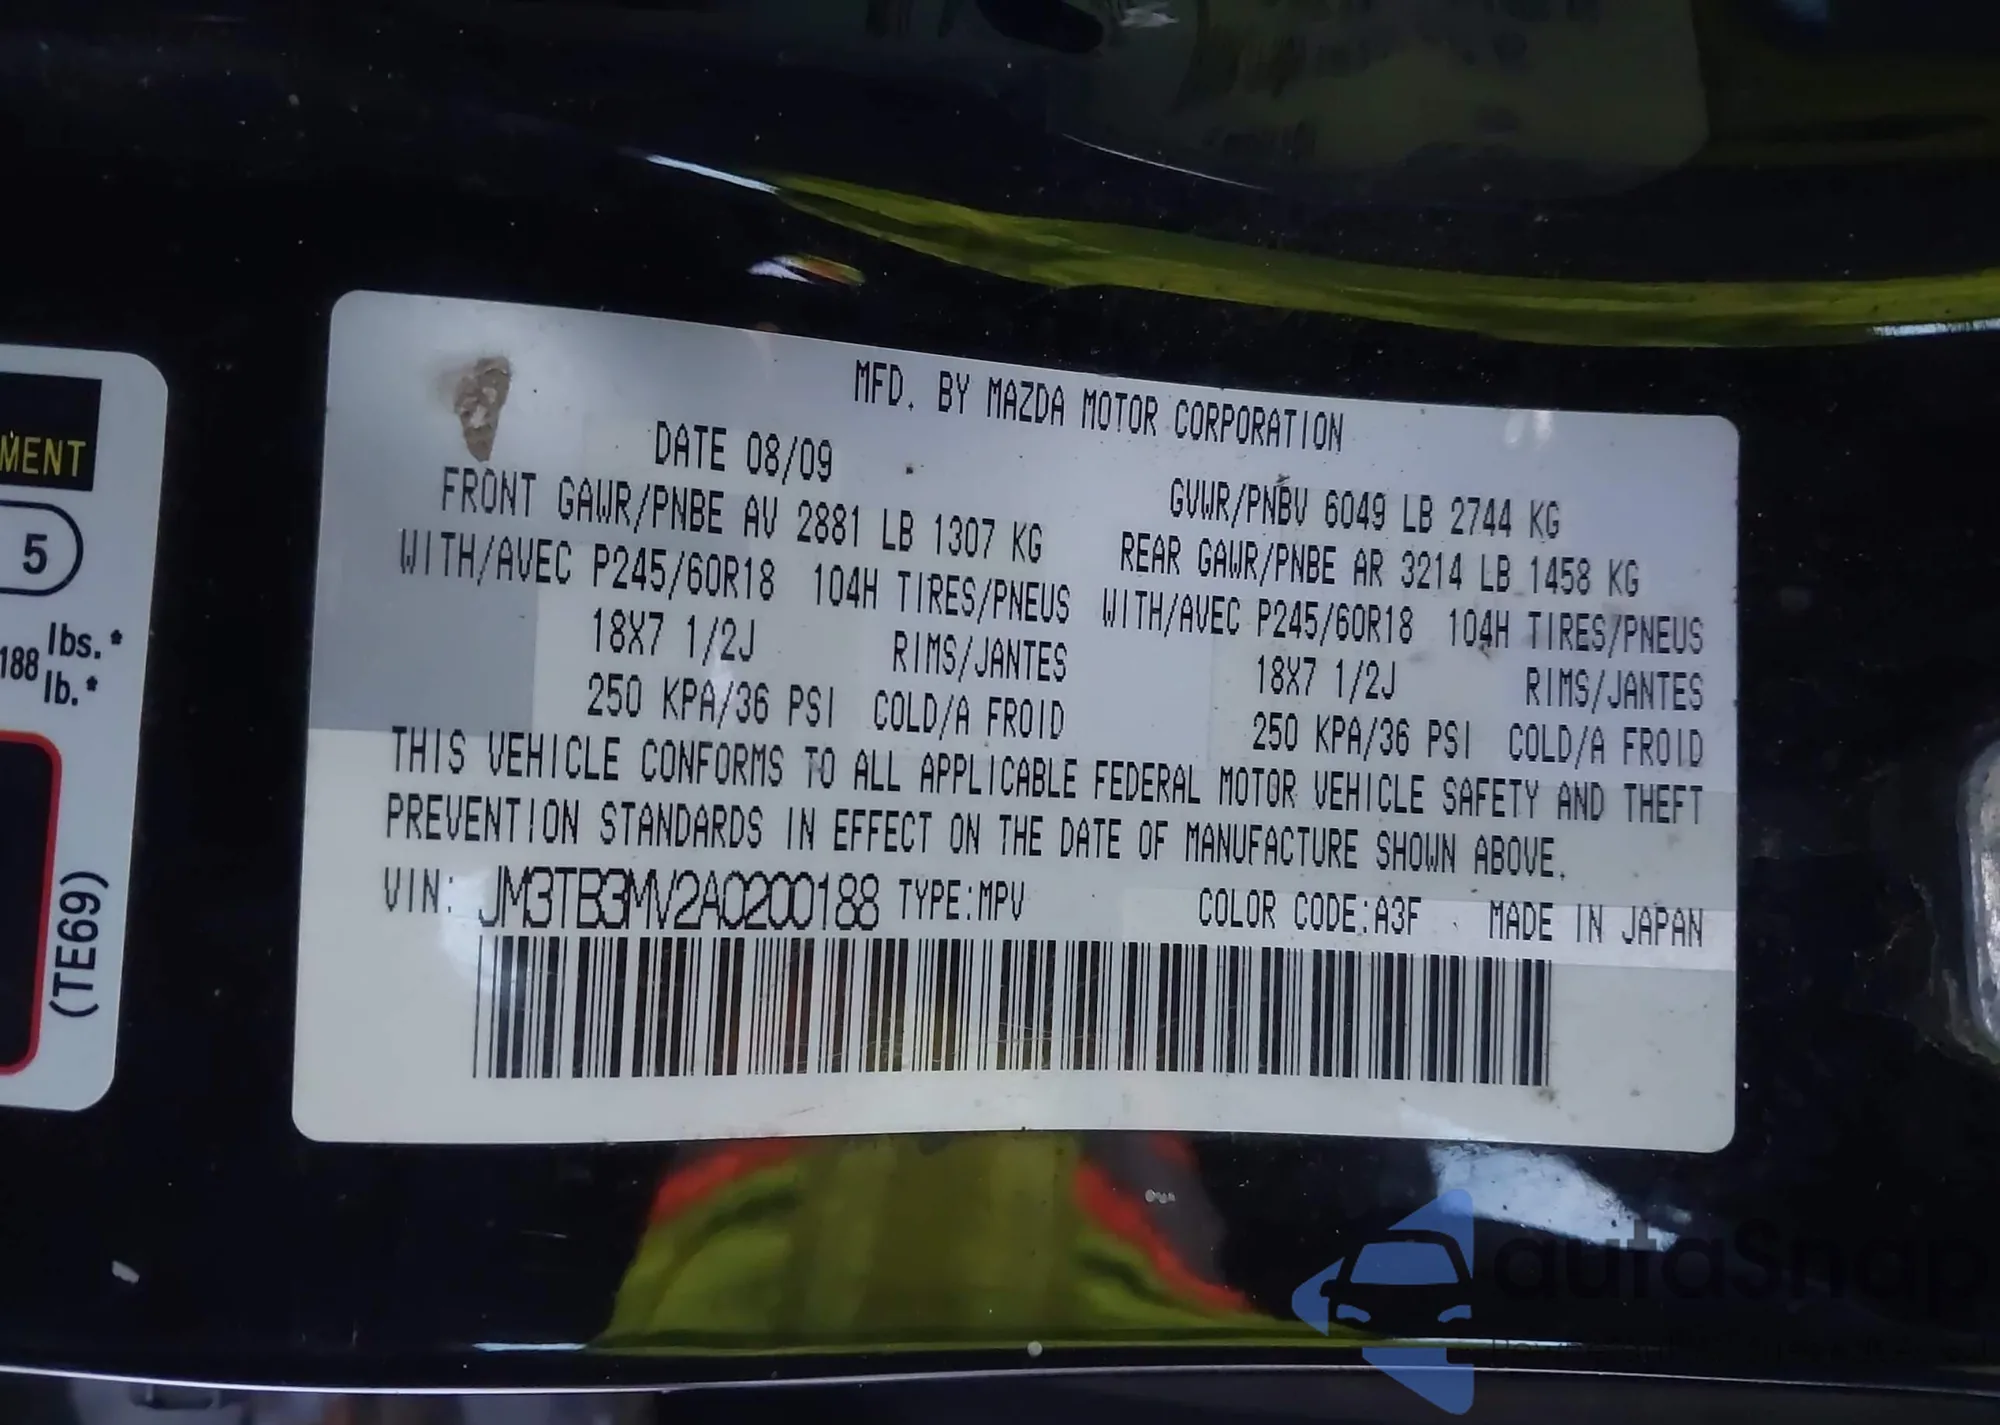 MENT
5
188 lbs.*
lb.*
(TE69)
MFD. BY MAZDA MOTOR CORPORATION
DATE 08/09
GVWR/PNBV 6049 LB 2744 KG
FRONT GAWR/PNBE AV 2881 LB 1307 KG
REAR GAWR/PNBE AR 3214 LB 1458 KG
WITH/AVEC P245/60R18 104H TIRES/PNEUS
WITH/AVEC P245/60R18 104H TIRES/PNEUS
18X7 1/2J RIMS/JANTES
18X7 1/2J RIMS/JANTES
250 KPA/36 PSI COLD/A FROID
250 KPA/36 PSI COLD/A FROID
THIS VEHICLE CONFORMS TO ALL APPLICABLE FEDERAL MOTOR VEHICLE SAFETY AND THEFT
PREVENTION STANDARDS IN EFFECT ON THE DATE OF MANUFACTURE SHOWN ABOVE.
VIN: JM3TB3MV2A0200188 TYPE:MPV COLOR CODE:A3F MADE IN JAPAN
autoSnap